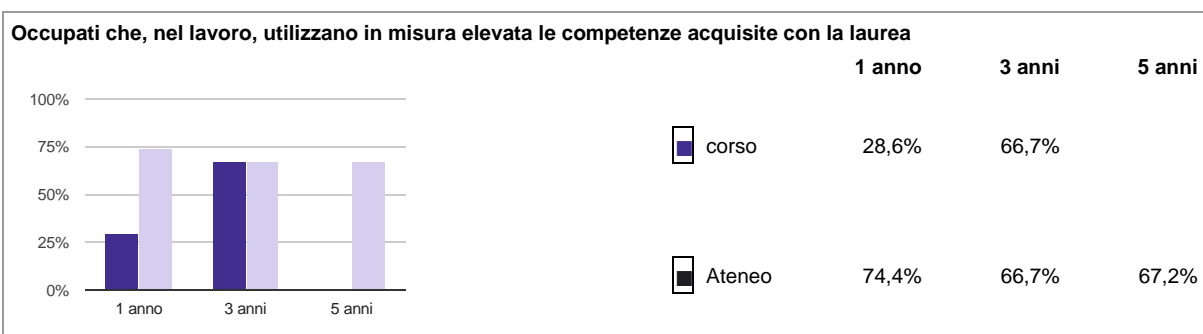 Occupati che, nel lavoro, utilizzano in misura elevata le competenze acquisite con la laurea
1 anno 3 anni 5 anni
100%
75%
50%
25%
0%
1 anno 3 anni 5 anni
corso 28,6% 66,7%
Ateneo 74,4% 66,7% 67,2%